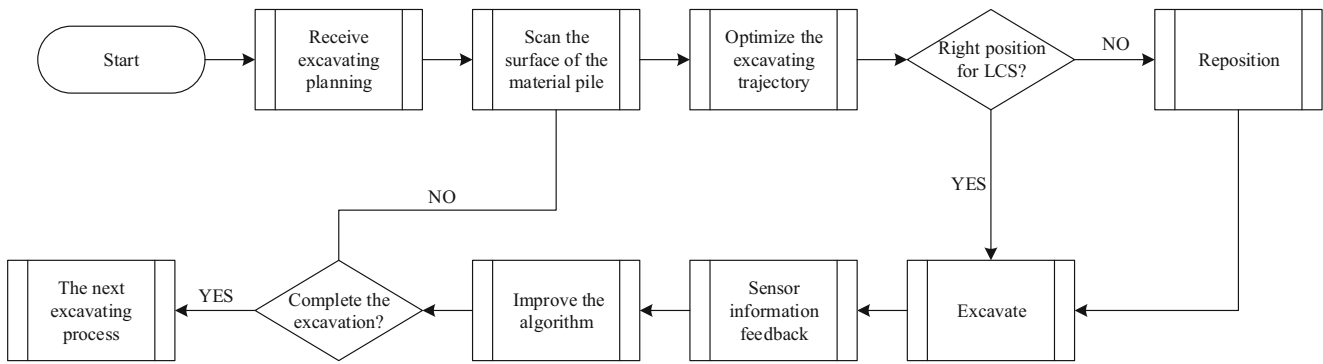 Start
Receive
excavating
planning
Scan the
surface of the
material pile
Optimize the
excavating
trajectory
Right position
for LCS?
NO
Reposition
YES
NO
The next
excavating
process
YES
Complete the
excavation?
Improve the
algorithm
Sensor
information
feedback
Excavate